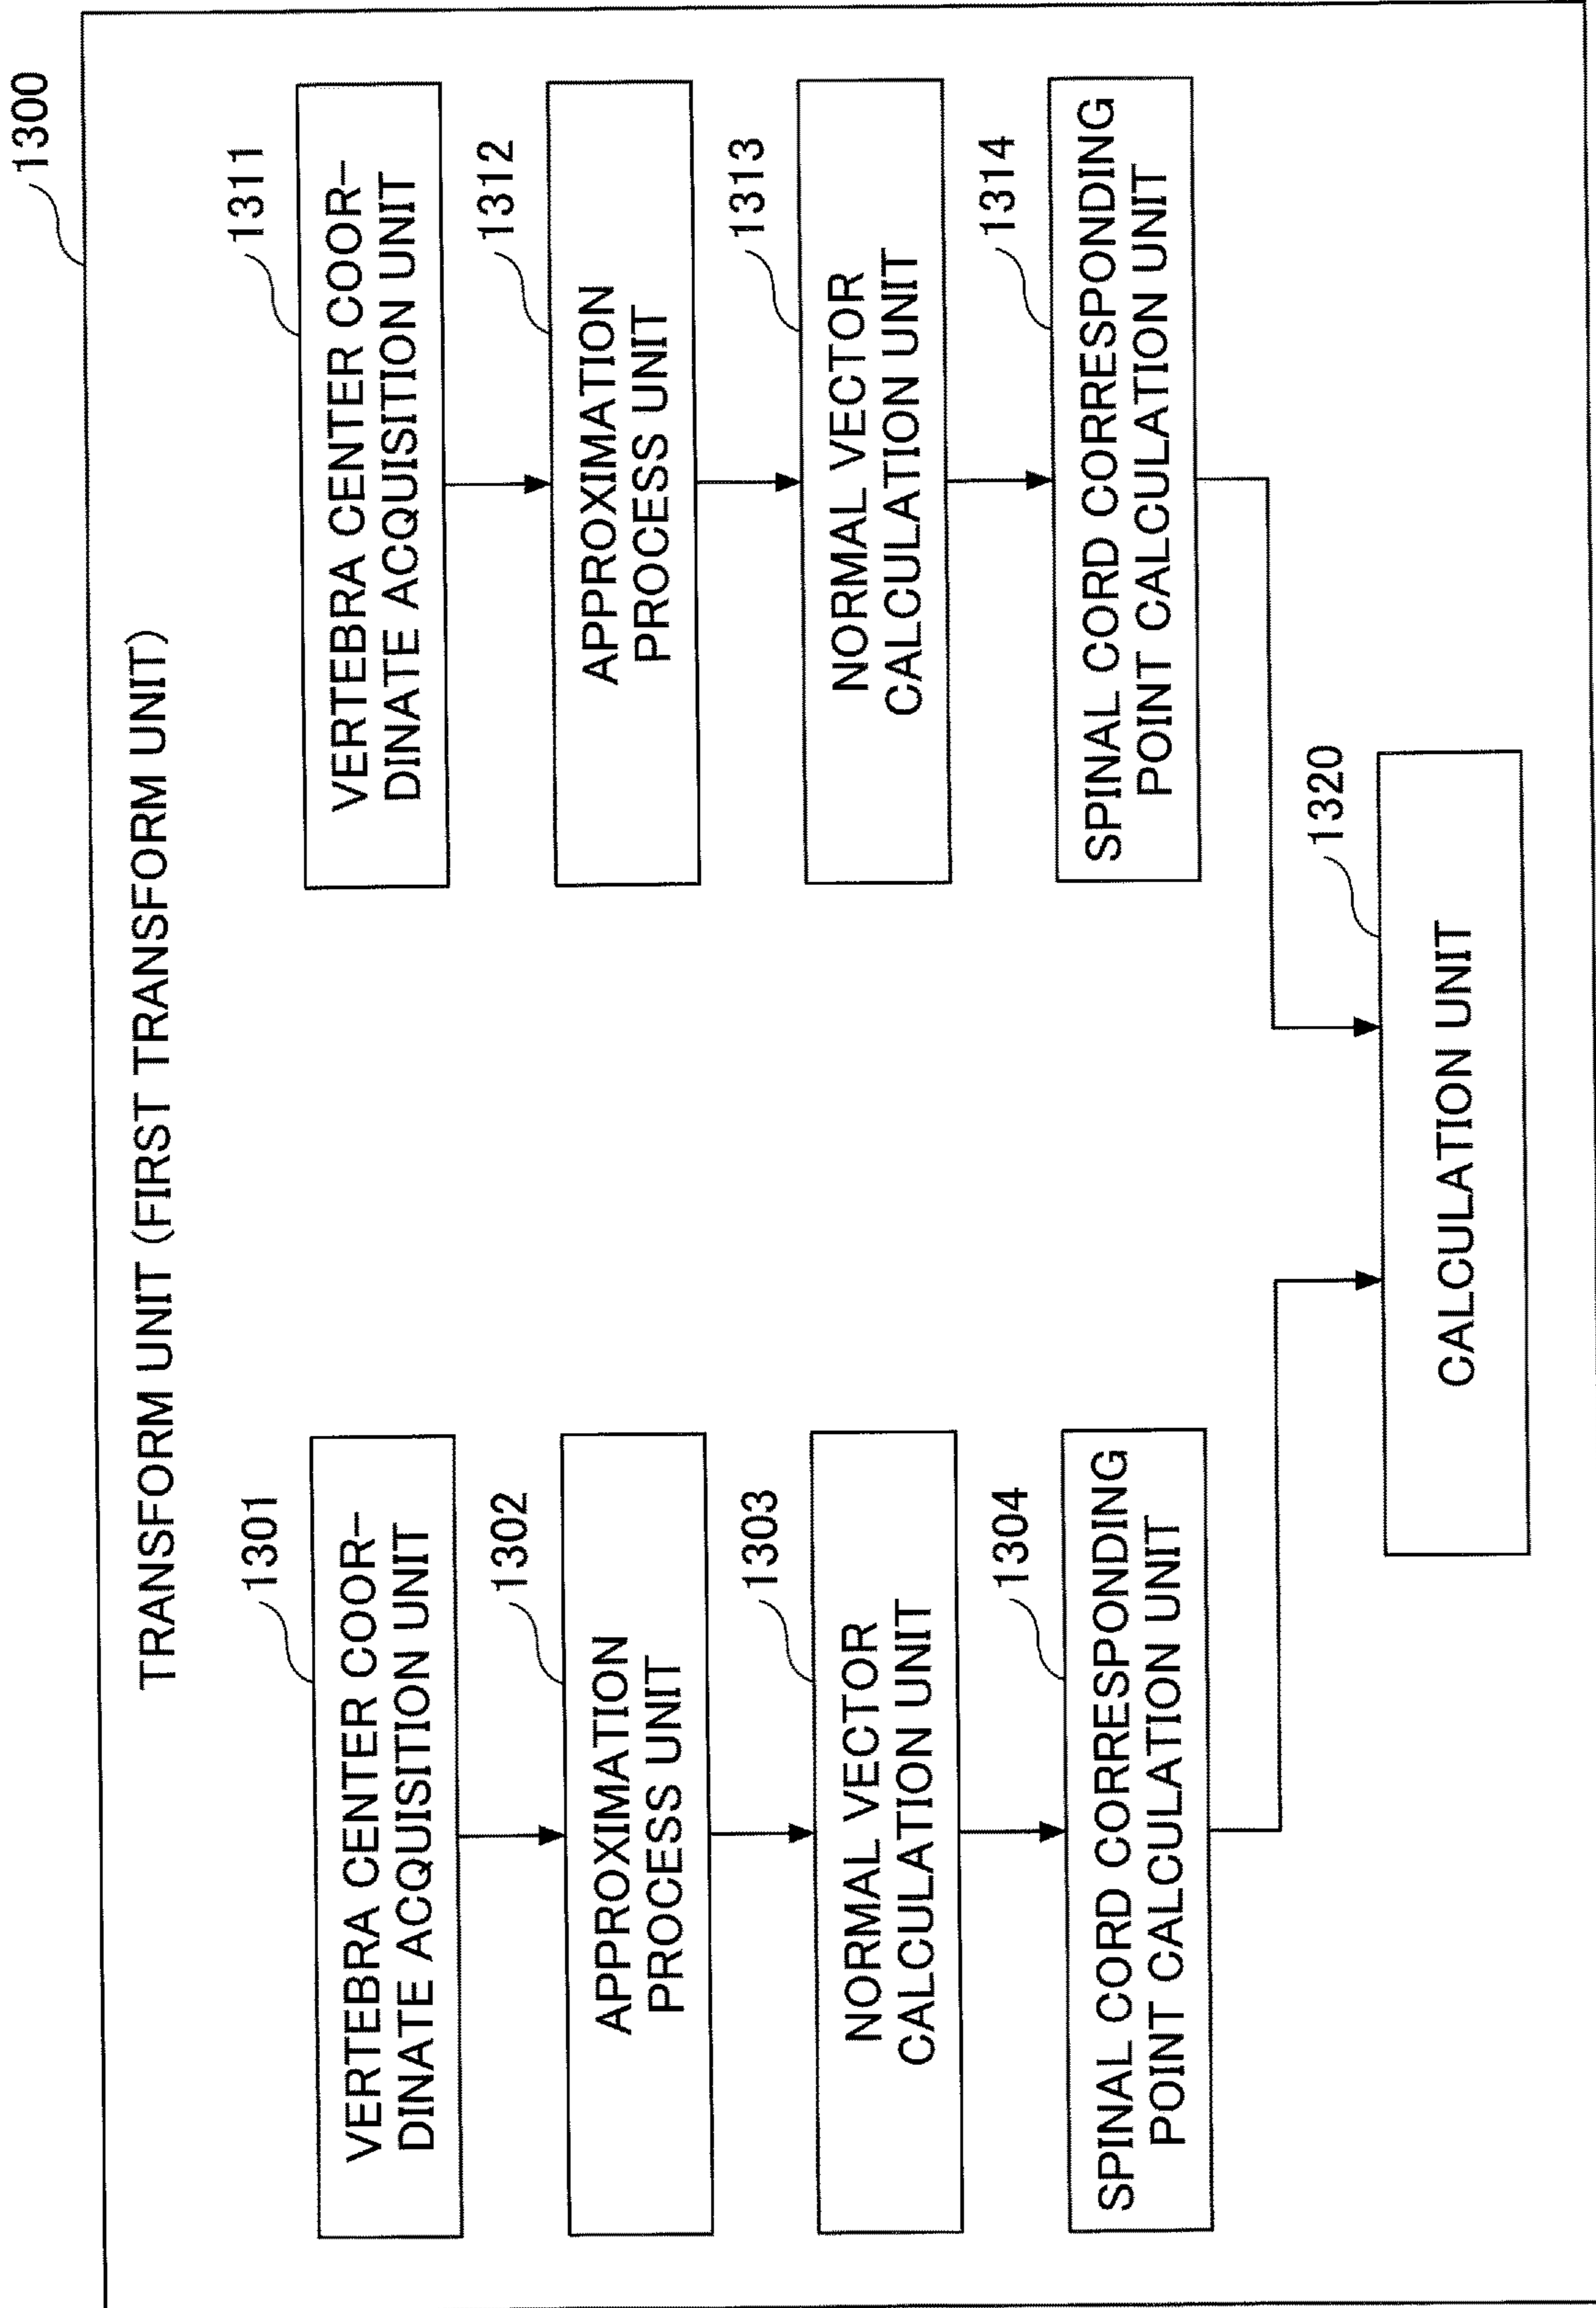 1300
TRANSFORM UNIT (FIRST TRANSFORM UNIT)
1301
VERTEBRA CENTER COOR-
DINATE ACQUISITION UNIT
1302
APPROXIMATION
PROCESS UNIT
1303
NORMAL VECTOR
CALCULATION UNIT
1304
SPINAL CORD CORRESPONDING
POINT CALCULATION UNIT
1311
VERTEBRA CENTER COOR-
DINATE ACQUISITION UNIT
1312
APPROXIMATION
PROCESS UNIT
1313
NORMAL VECTOR
CALCULATION UNIT
1314
SPINAL CORD CORRESPONDING
POINT CALCULATION UNIT
1320
CALCULATION UNIT